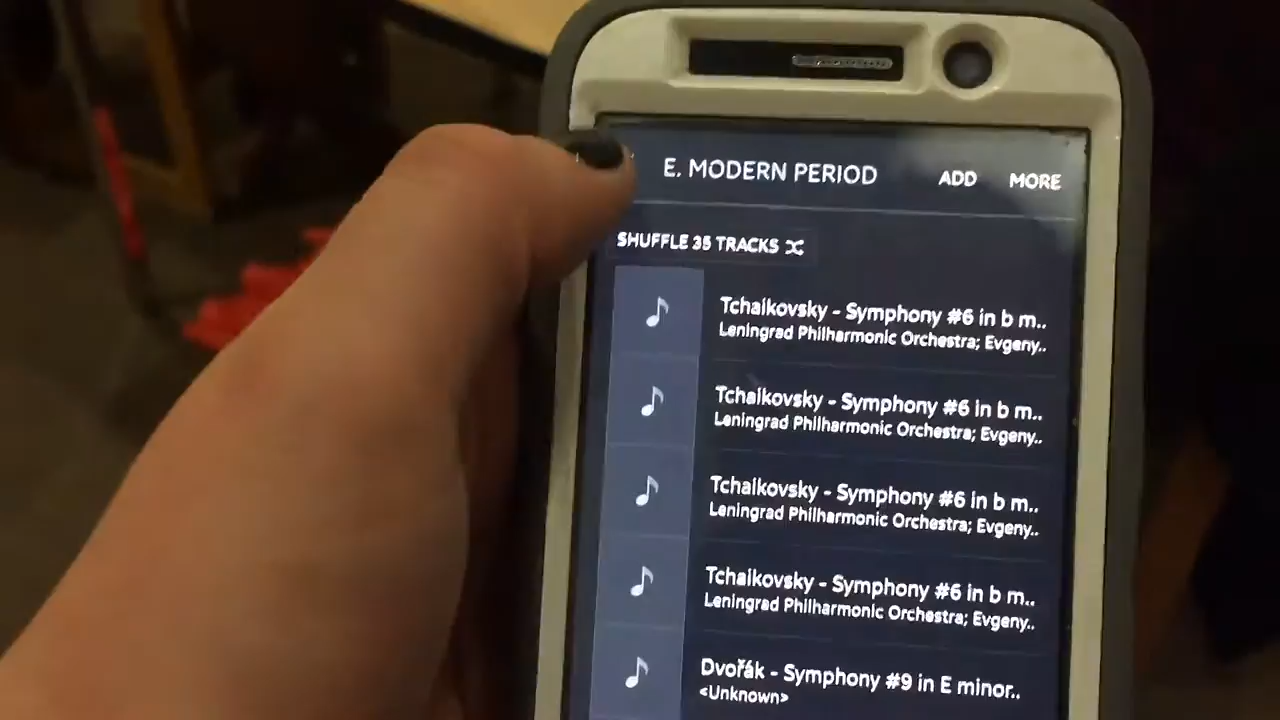 E. MODERN PERIOD ADD MORE
SHUFFLE 35 TRACKS
Tchaikovsky - Symphony #6 in b m..
Leningrad Philharmonic Orchestra; Evgeny..
Tchaikovsky - Symphony #6 in b m..
Leningrad Philharmonic Orchestra; Evgeny..
Tchaikovsky - Symphony #6 in b m..
Leningrad Philharmonic Orchestra; Evgeny..
Tchaikovsky - Symphony #6 in b m..
Leningrad Philharmonic Orchestra; Evgeny..
Dvořák - Symphony #9 in E minor..
<Unknown>